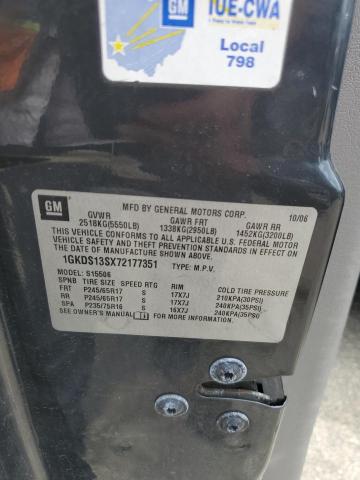 GM
IUE-CWA
Local
798
GM
MFD BY GENERAL MOTORS CORP. 10/06
GVWR GAWR FRT GAWR RR
2518KG(5550LB) 1338KG(2950LB) 1452KG(3200LB)
THIS VEHICLE CONFORMS TO ALL APPLICABLE U.S. FEDERAL MOTOR
VEHICLE SAFETY AND THEFT PREVENTION STANDARDS IN EFFECT ON
THE DATE OF MANUFACTURE SHOWN ABOVE.
1GKDS13SX72177351 TYPE: M.P.V.
MODEL: S15506
SPNB TIRE SIZE SPEED RTG RIM COLD TIRE PRESSURE
FRT P245/65R17 S 17X7J 210KPA(30PSI)
RR P245/65R17 S 17X7J 240KPA(35PSI)
SPA P235/75R16 S 16X7J 240KPA(35PSI)
SEE OWNER'S MANUAL FOR ADDITIONAL INFORMATION